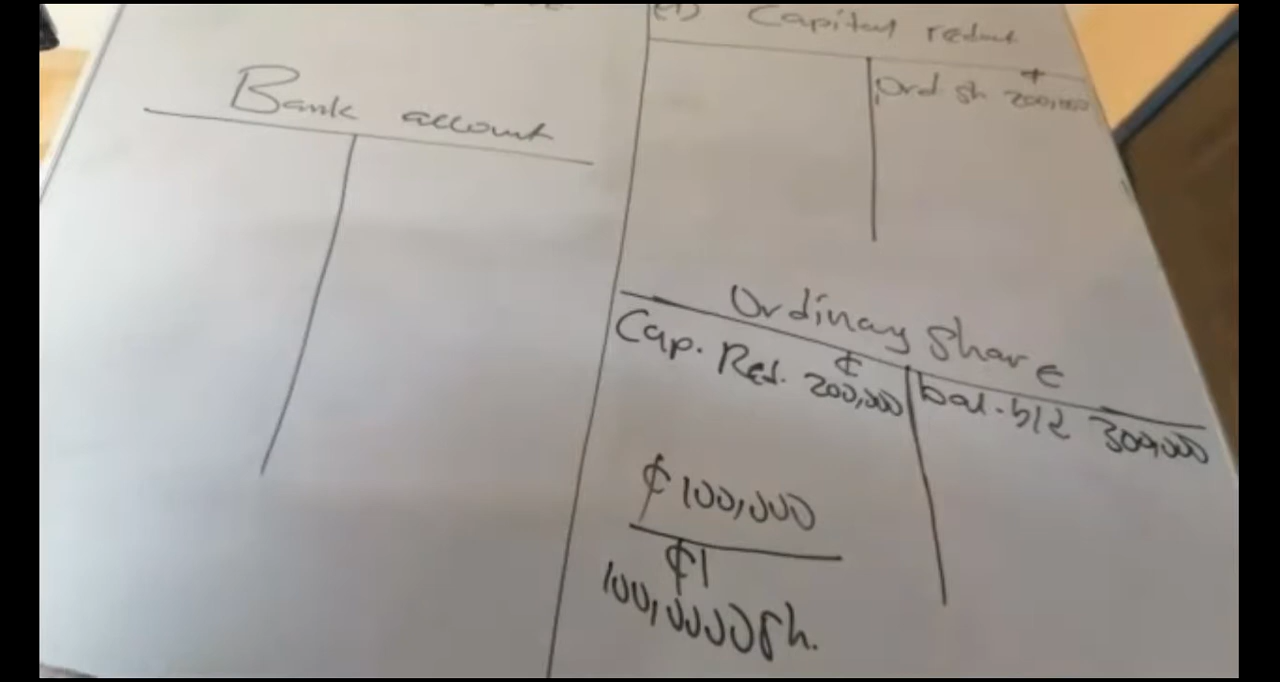 Bank account
(1) Capital redut
Ord sh 200,000
Ordinary Share
¢
Cap. Red. 200,000
bal. b/d 300,000
¢100,000
¢1
100,000 Sh.